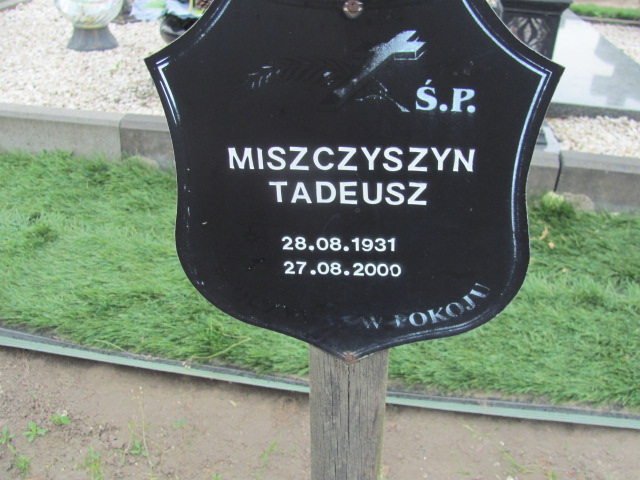 Ś.P.
MISZCZYSZYN
TADEUSZ
28.08.1931
27.08.2000
W POKOJU